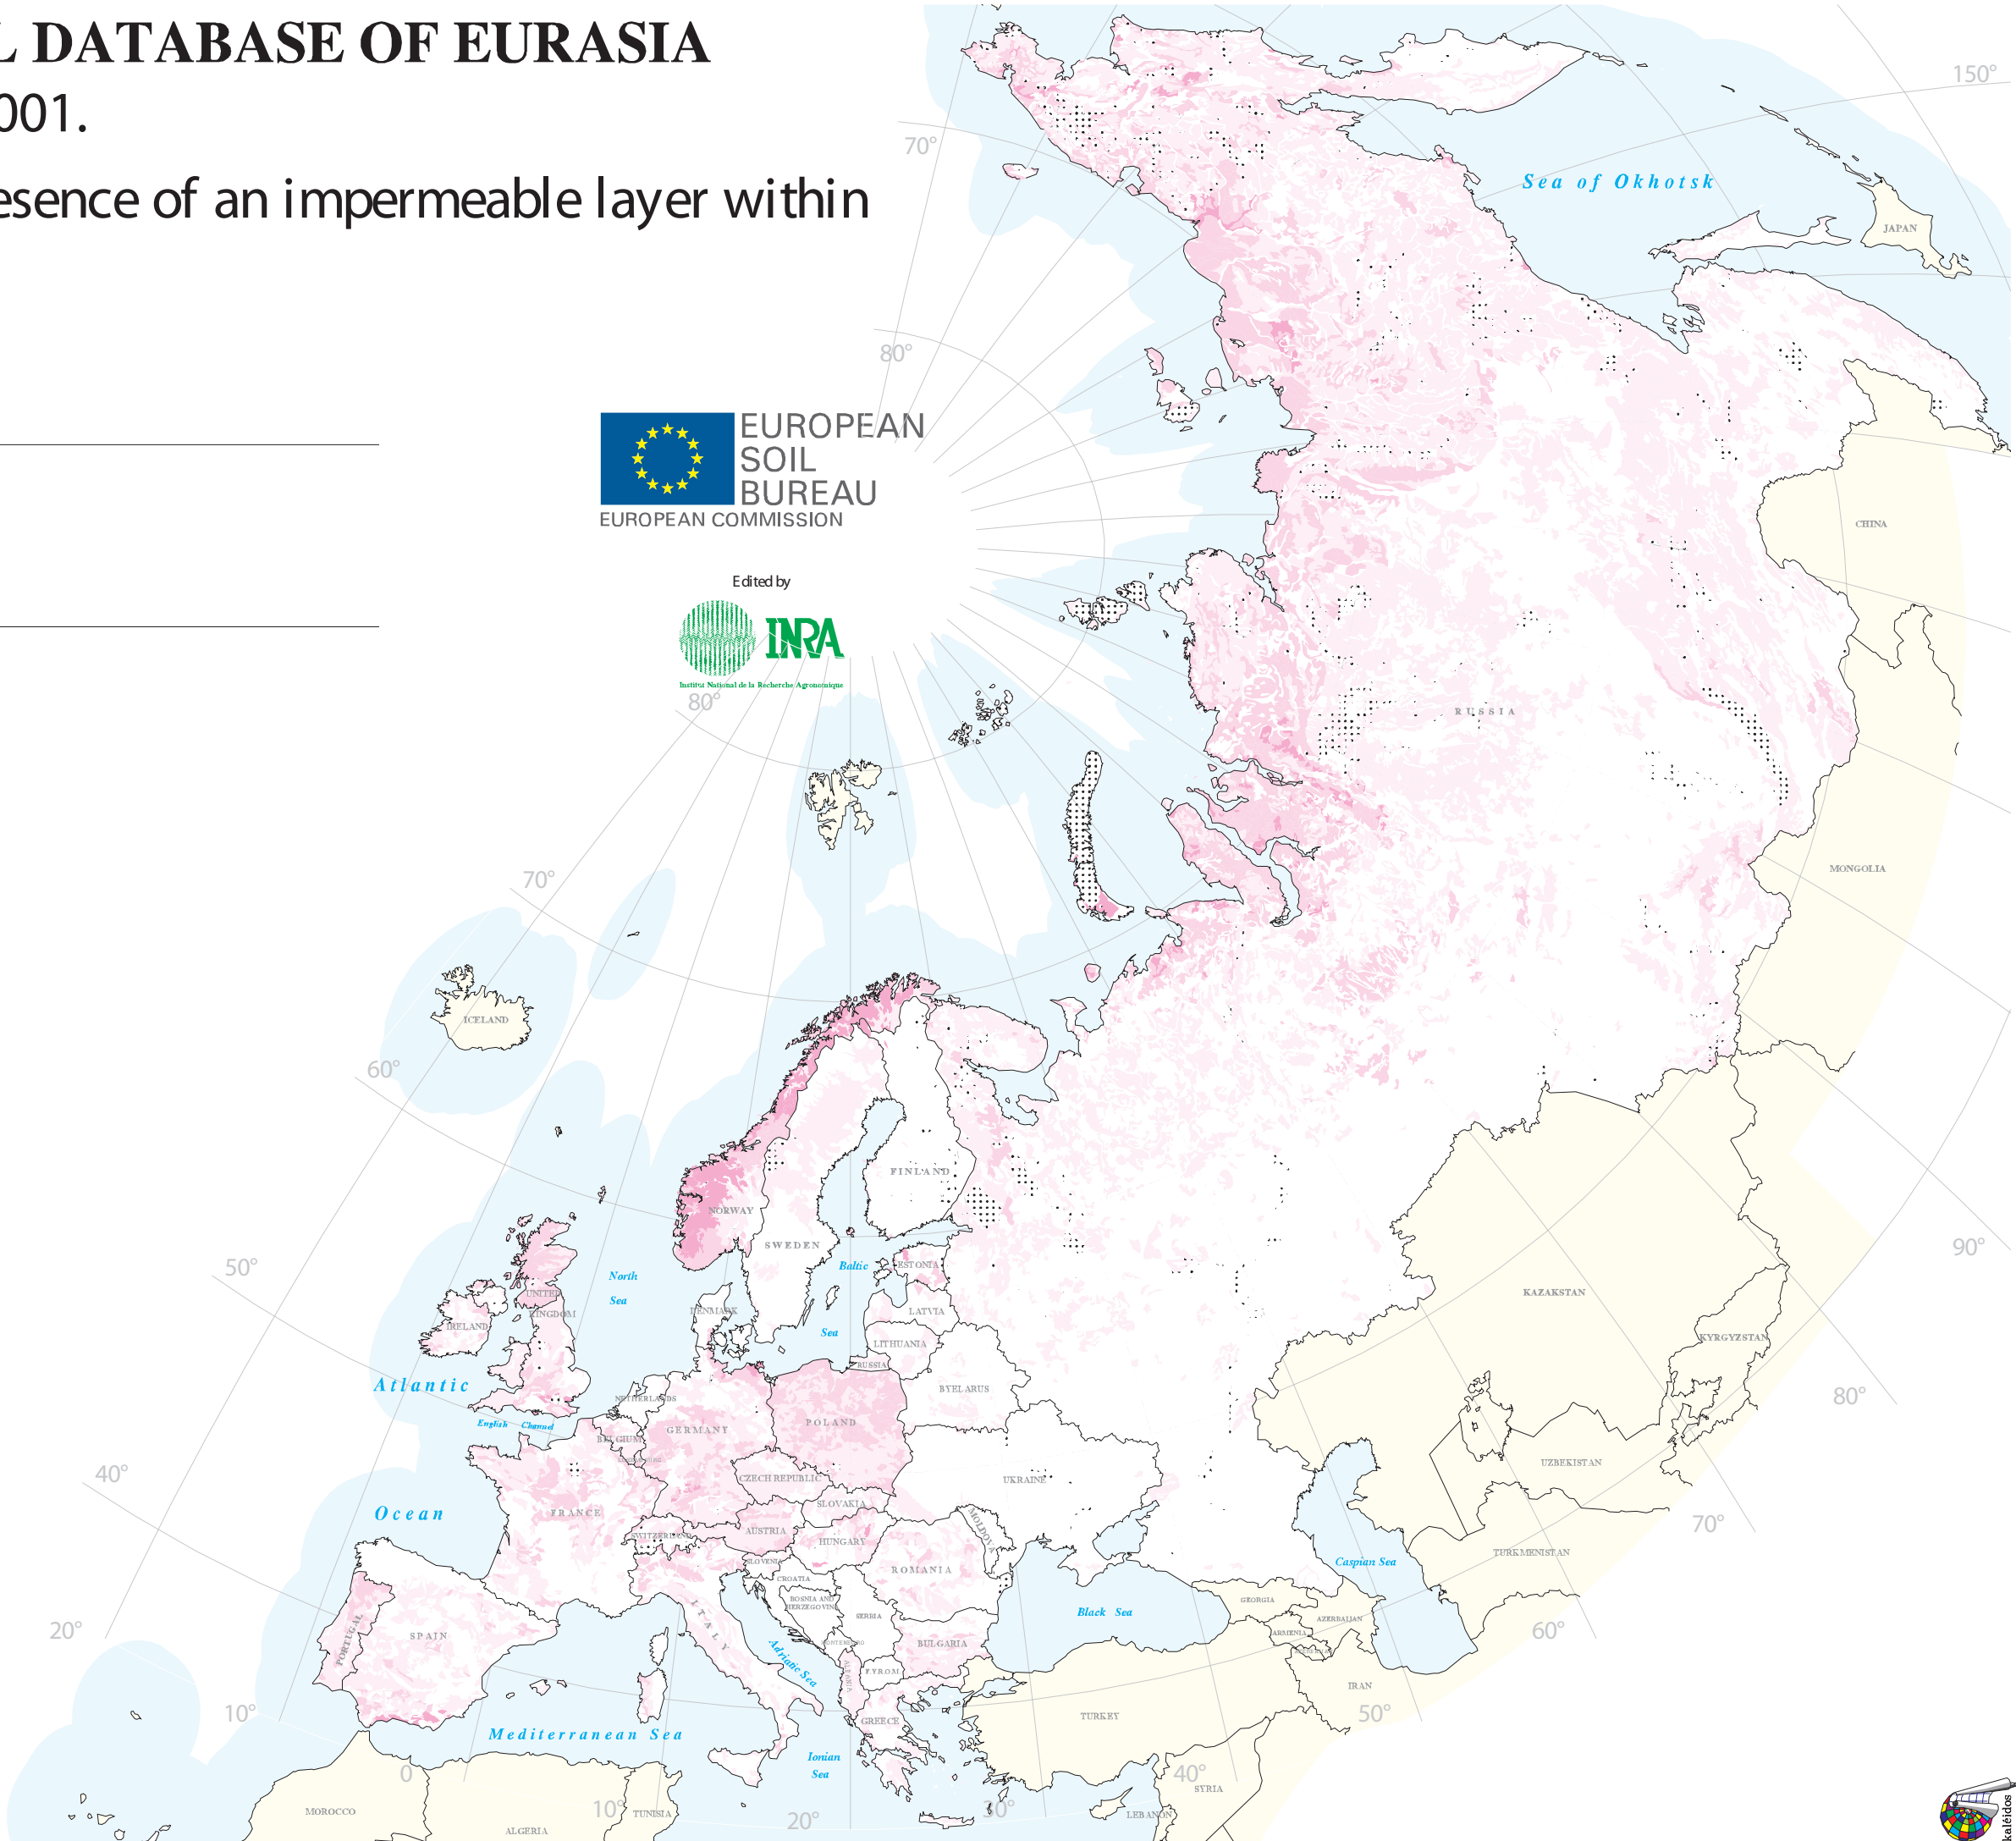 L DATABASE OF EURASIA
001.
esence of an impermeable layer within
EUROPEAN
SOIL
BUREAU
EUROPEAN COMMISSION
Edited by
INRA
Institut National de la Recherche Agronomique
150°
70°
80°
Sea of Okhotsk
JAPAN
CHINA
RUSSIA
MONGOLIA
80°
70°
ICELAND
60°
50°
40°
20°
10°
0
10°
20°
30°
40°
50°
60°
70°
80°
90°
FINLAND
NORWAY
SWEDEN
North
Sea
Baltic
Sea
ESTONIA
LATVIA
LITHUANIA
RUSSIA
DENMARK
UNITED
KINGDOM
IRELAND
Atlantic
Ocean
English Channel
NETHERLANDS
BELGIUM
GERMANY
POLAND
BYELARUS
CZECH REPUBLIC
UKRAINE
SLOVAKIA
FRANCE
SWITZERLAND
AUSTRIA
HUNGARY
MOLDOVA
SLOVENIA
CROATIA
ROMANIA
BOSNIA AND
HERZEGOVINA
SERBIA
PORTUGAL
SPAIN
ITALY
Adriatic Sea
BULGARIA
ALBANIA
F.Y.R.O.M
GREECE
Mediterranean Sea
Ionian
Sea
Black Sea
Caspian Sea
KAZAKSTAN
KYRGYZSTAN
UZBEKISTAN
TURKMENISTAN
GEORGIA
AZERBAIJAN
ARMENIA
IRAN
TURKEY
SYRIA
LEBANON
MOROCCO
ALGERIA
TUNISIA
kaléidos